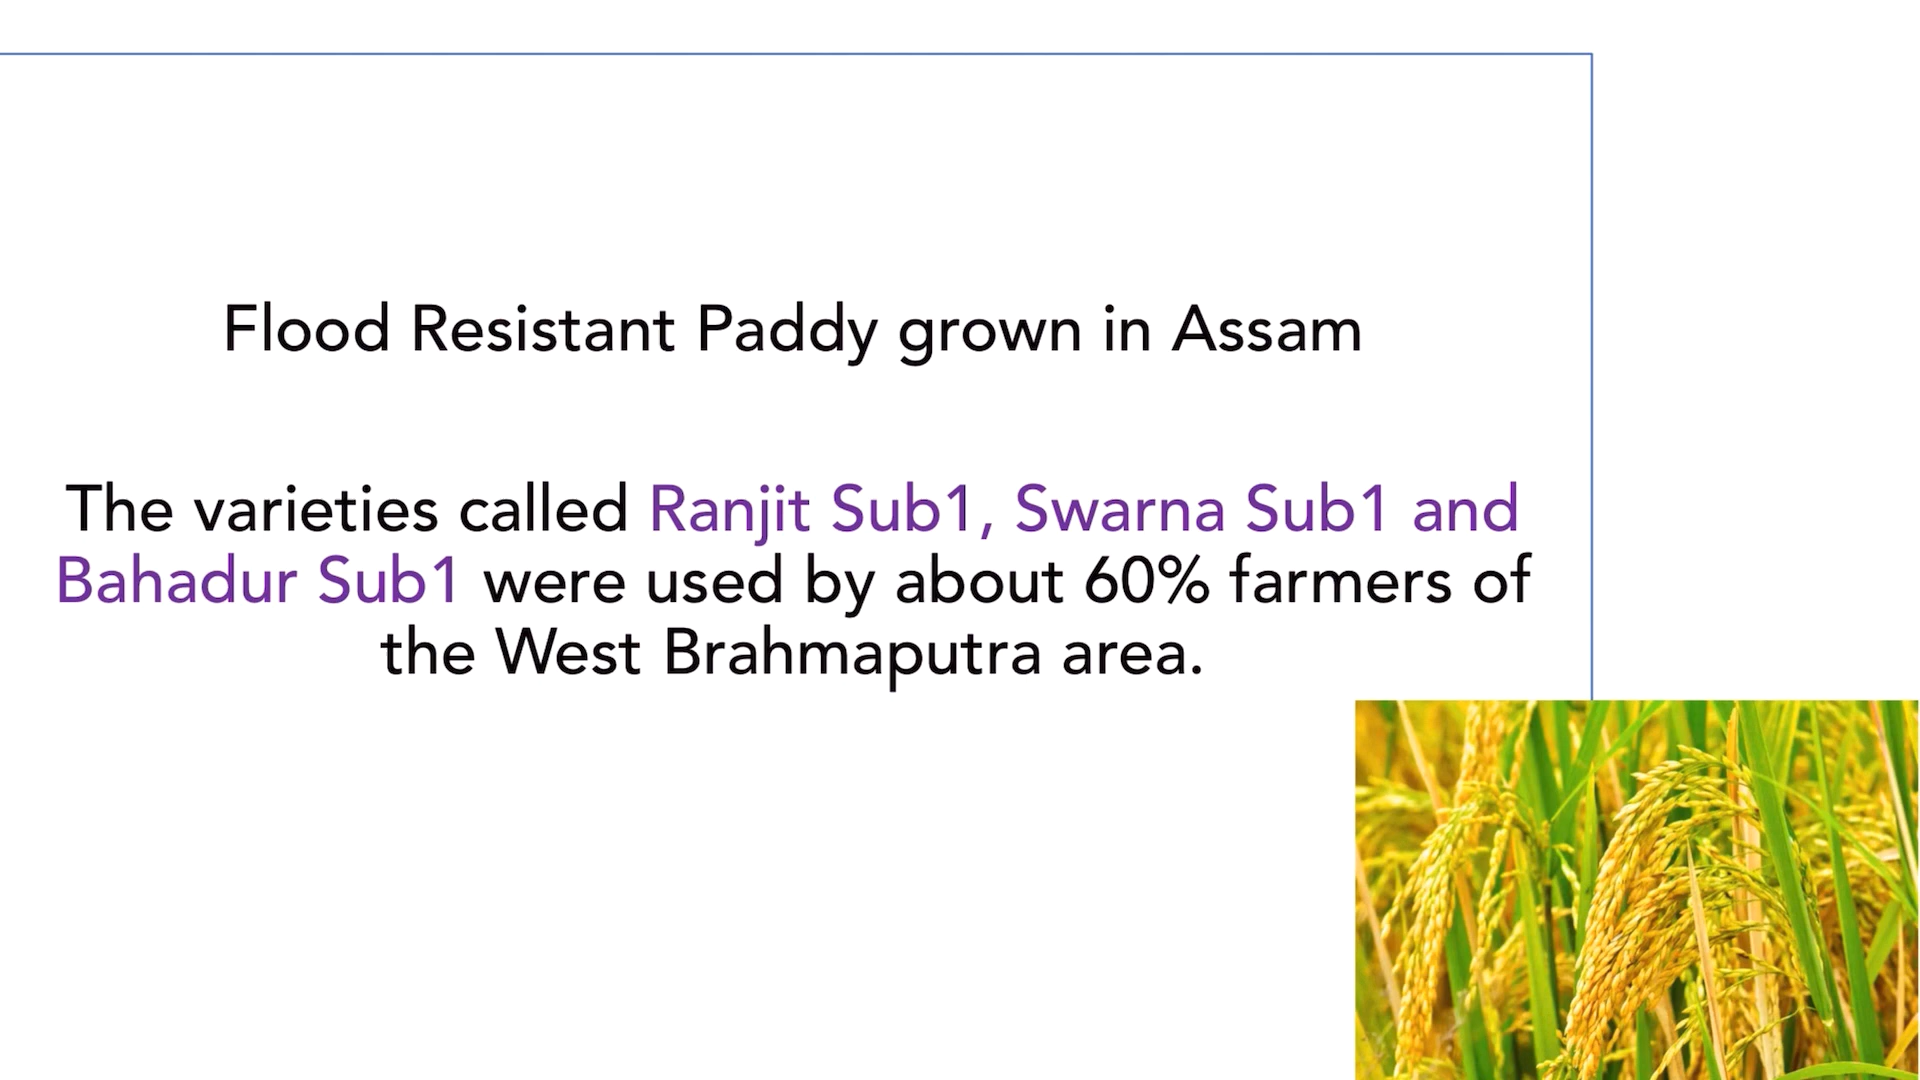 Flood Resistant Paddy grown in Assam
The varieties called Ranjit Sub1, Swarna Sub1 and
Bahadur Sub1 were used by about 60% farmers of
the West Brahmaputra area.